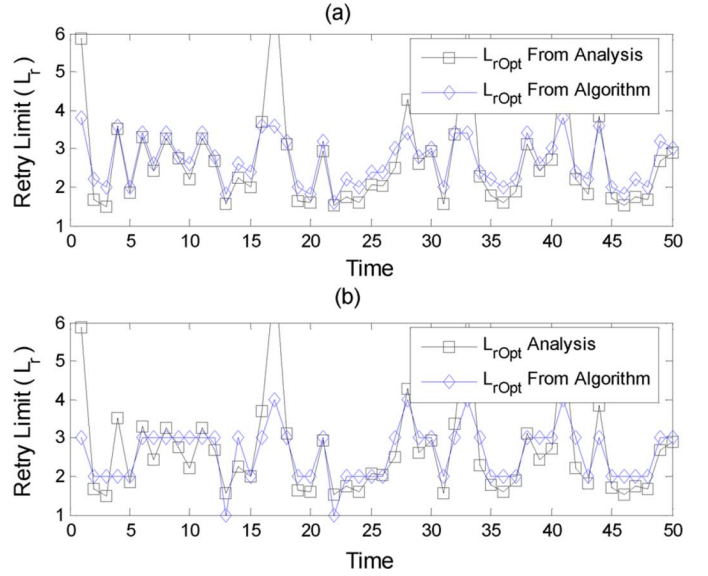 (a)
6
5
4
3
2
1
Retry Limit ( Lr)
LrOpt From Analysis
LrOpt From Algorithm
0 5 10 15 20 25 30 35 40 45 50
Time
(b)
6
5
4
3
2
1
Retry Limit ( Lr)
LrOpt Analysis
LrOpt From Algorithm
0 5 10 15 20 25 30 35 40 45 50
Time